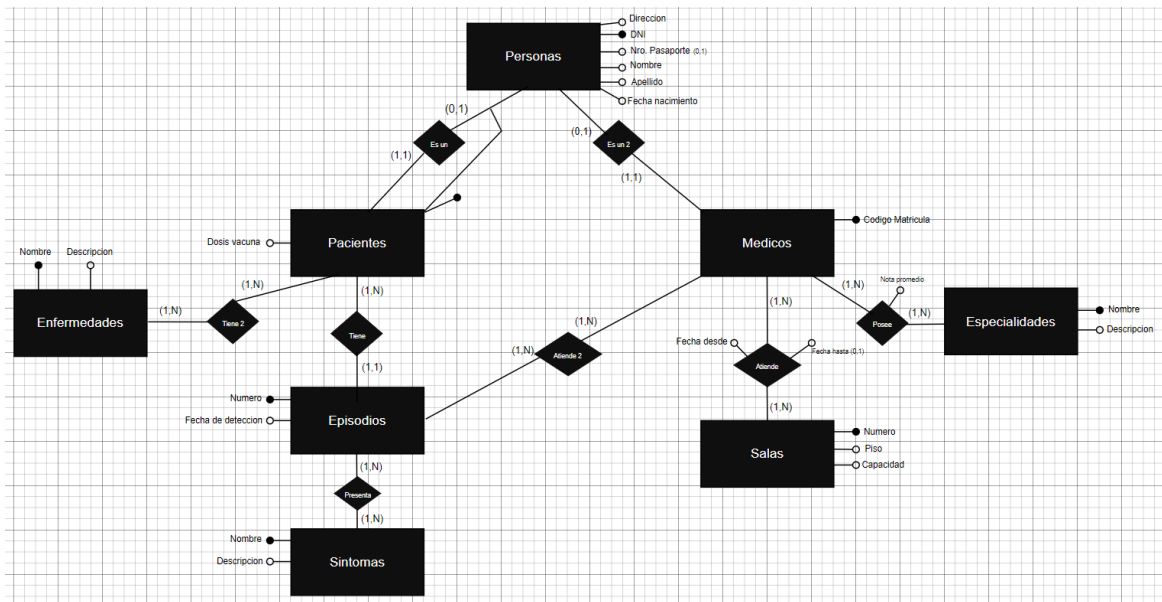 Direccion
DNI
Personas
Nro. Pasaporte (0,1)
Nombre
Apellido
Fecha nacimiento
(0,1)
(0,1)
Es un
Es un 2
(1,1)
(1,1)
Codigo Matricula
Dosis vacuna
Pacientes
Medicos
Nombre
Descripcion
(1,N)
(1,N)
(1,N)
(1,N)
Nota promedio
(1,N)
(1,N)
Nombre
Enfermedades
Tiene 2
Tiene
(1,N)
Posee
Especialidades
Descripcion
Fecha desde
Fecha hasta (0,1)
(1,N)
Atiende 2
Atiende
(1,1)
Numero
(1,N)
Fecha de deteccion
Episodios
Numero
Salas
Piso
Capacidad
(1,N)
Presenta
(1,N)
Nombre
Descripcion
Sintomas